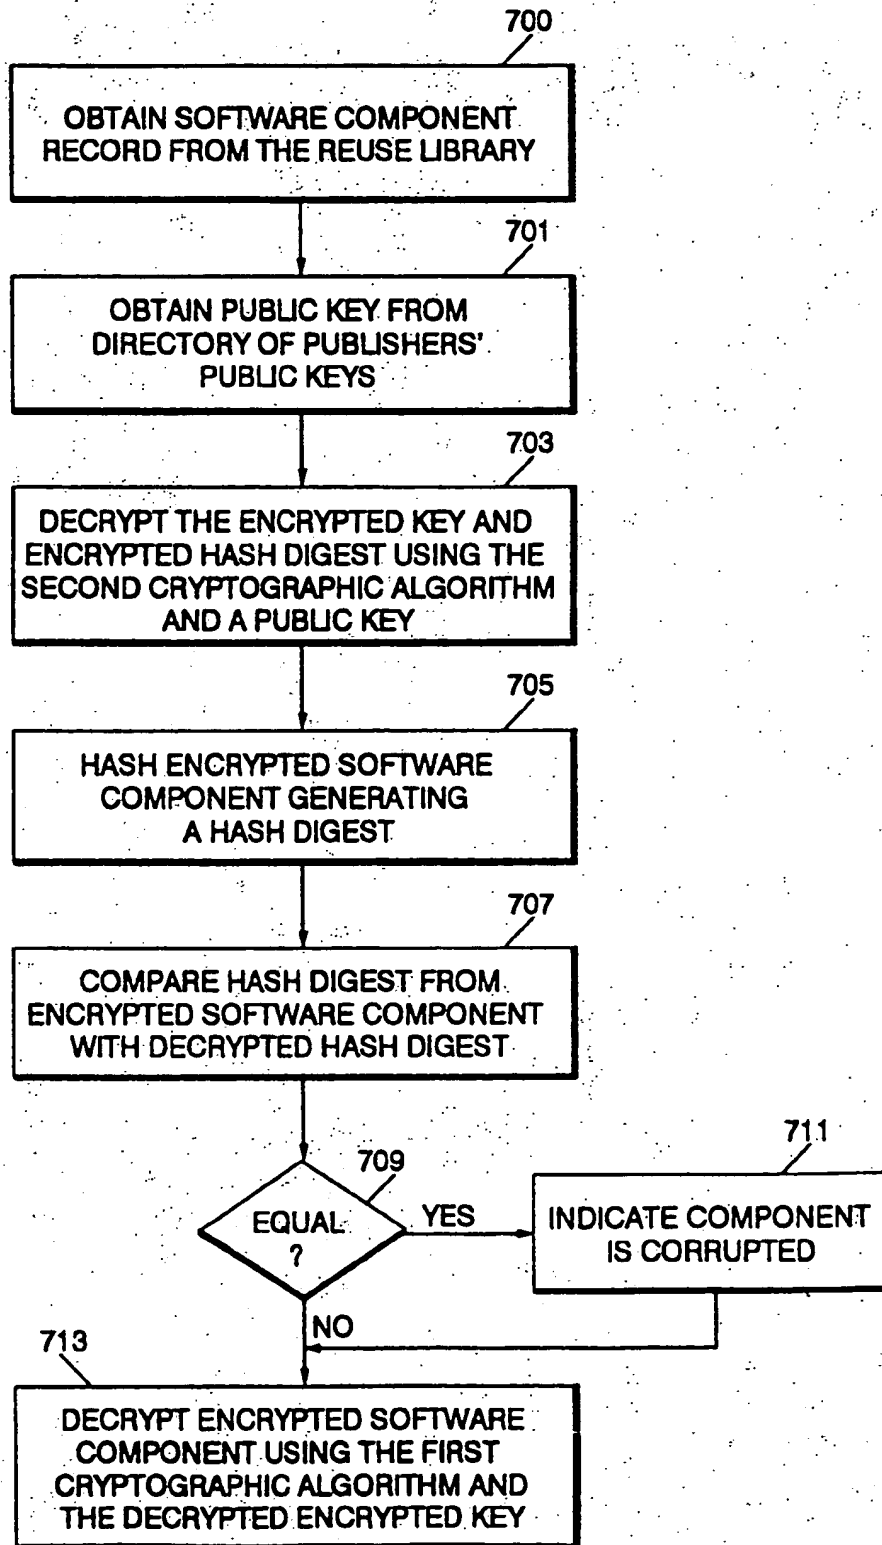 700
OBTAIN SOFTWARE COMPONENT
RECORD FROM THE REUSE LIBRARY
701
OBTAIN PUBLIC KEY FROM
DIRECTORY OF PUBLISHERS'
PUBLIC KEYS
703
DECRYPT THE ENCRYPTED KEY AND
ENCRYPTED HASH DIGEST USING THE
SECOND CRYPTOGRAPHIC ALGORITHM
AND A PUBLIC KEY
705
HASH ENCRYPTED SOFTWARE
COMPONENT GENERATING
A HASH DIGEST
707
COMPARE HASH DIGEST FROM
ENCRYPTED SOFTWARE COMPONENT
WITH DECRYPTED HASH DIGEST
709
EQUAL
?
YES
711
INDICATE COMPONENT
IS CORRUPTED
NO
713
DECRYPT ENCRYPTED SOFTWARE
COMPONENT USING THE FIRST
CRYPTOGRAPHIC ALGORITHM AND
THE DECRYPTED ENCRYPTED KEY